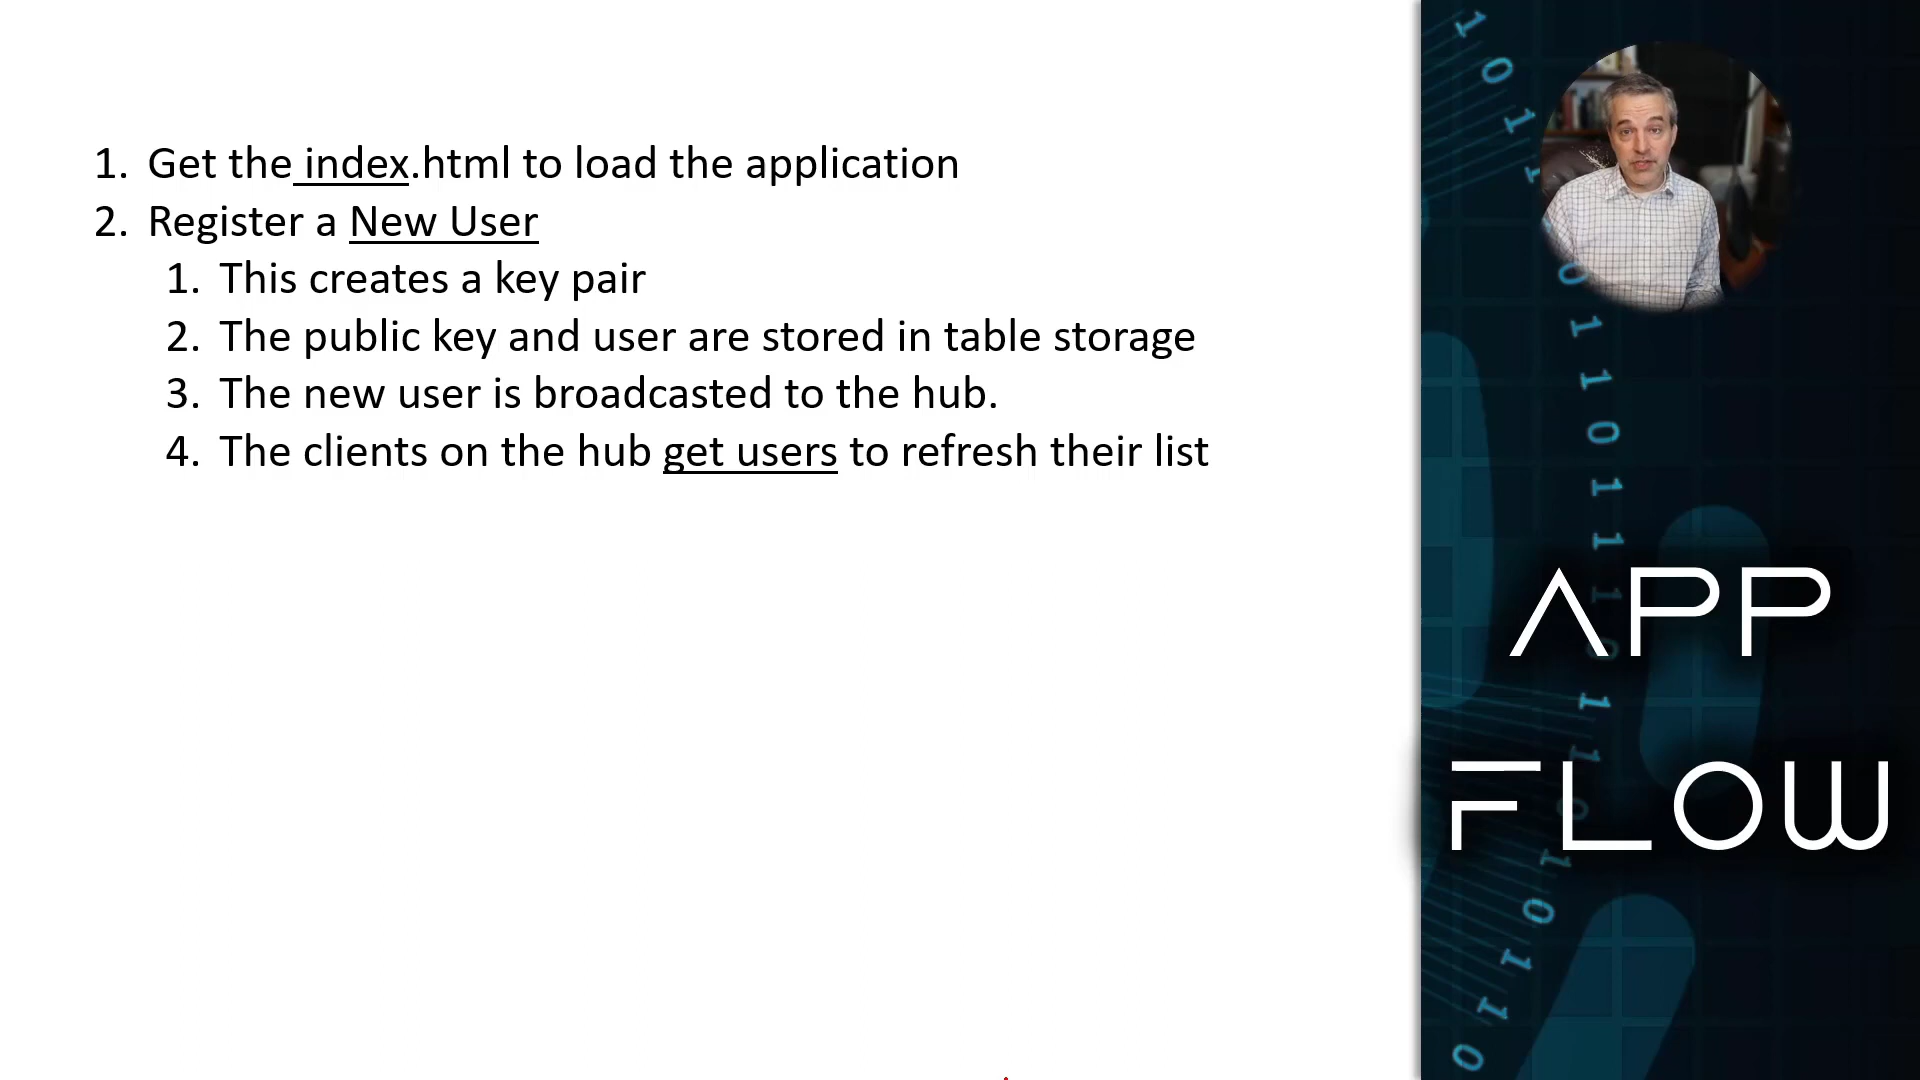 1. Get the index.html to load the application
2. Register a New User
1. This creates a key pair
2. The public key and user are stored in table storage
3. The new user is broadcasted to the hub.
4. The clients on the hub get users to refresh their list
APP
FLOW